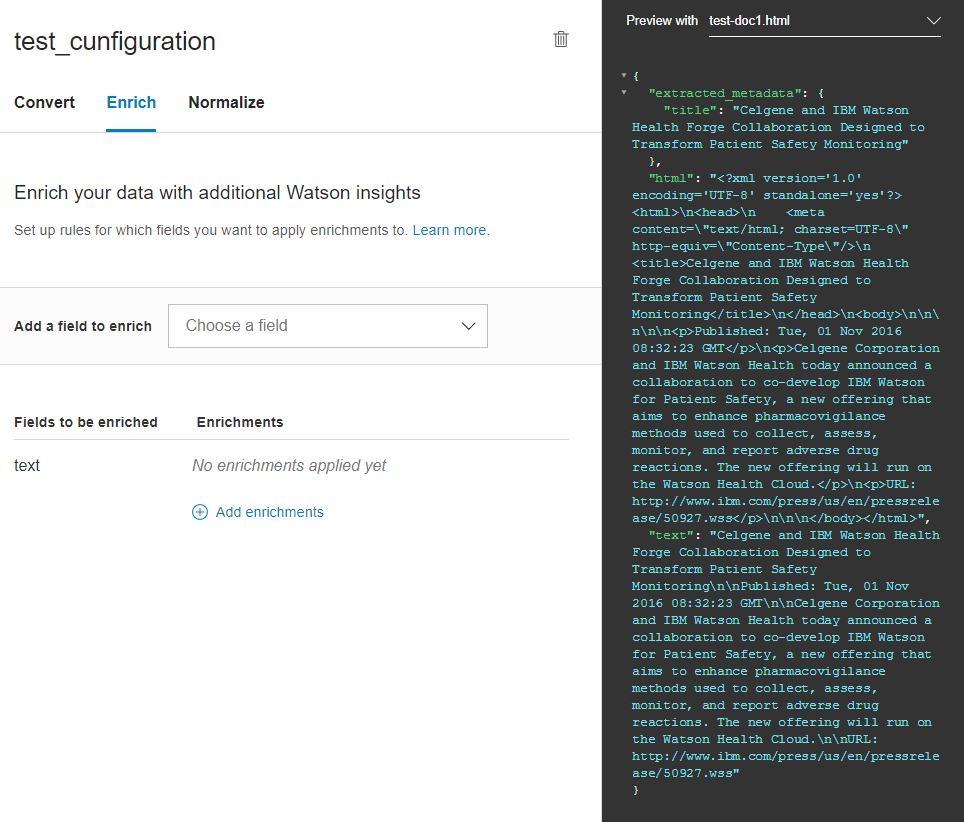 test_cunfiguration
Convert Enrich Normalize
Enrich your data with additional Watson insights
Set up rules for which fields you want to apply enrichments to. Learn more.
Add a field to enrich Choose a field
Fields to be enriched Enrichments
text No enrichments applied yet
Add enrichments
Preview with test-doc1.html
{
"extracted_metadata": {
"title": "Celgene and IBM Watson
Health Forge Collaboration Designed to
Transform Patient Safety Monitoring"
},
"html": "<?xml version='1.0'
encoding='UTF-8' standalone='yes'?>
<html>\n<head>\n    <meta
content=\"text/html; charset=UTF-8\"
http-equiv=\"Content-Type\"/>\n
<title>Celgene and IBM Watson Health
Forge Collaboration Designed to
Transform Patient Safety
Monitoring</title>\n</head>\n<body>\n\n\
n\n\n<p>Published: Tue, 01 Nov 2016
08:32:23 GMT</p>\n<p>Celgene Corporation
and IBM Watson Health today announced a
collaboration to co-develop IBM Watson
for Patient Safety, a new offering that
aims to enhance pharmacovigilance
methods used to collect, assess,
monitor, and report adverse drug
reactions. The new offering will run on
the Watson Health Cloud.</p>\n<p>URL:
http://www.ibm.com/press/us/en/pressrele
ase/50927.wss</p>\n\n\n</body></html>",
"text": "Celgene and IBM Watson Health
Forge Collaboration Designed to
Transform Patient Safety
Monitoring\n\nPublished: Tue, 01 Nov
2016 08:32:23 GMT\n\nCelgene Corporation
and IBM Watson Health today announced a
collaboration to co-develop IBM Watson
for Patient Safety, a new offering that
aims to enhance pharmacovigilance
methods used to collect, assess,
monitor, and report adverse drug
reactions. The new offering will run on
the Watson Health Cloud.\n\nURL:
http://www.ibm.com/press/us/en/pressrele
ase/50927.wss"
}